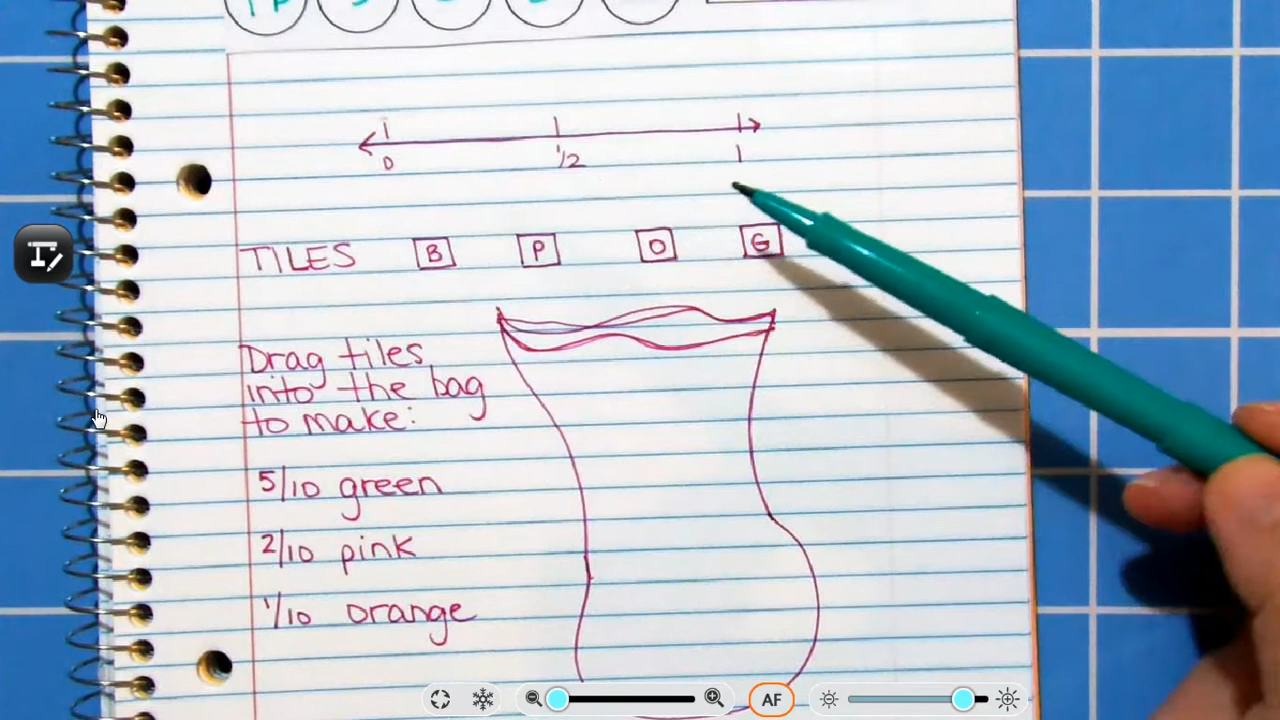 0 1/2 1
TILES B P O G
Drag tiles
into the bag
to make:
5/10 green
2/10 pink
1/10 orange
AF